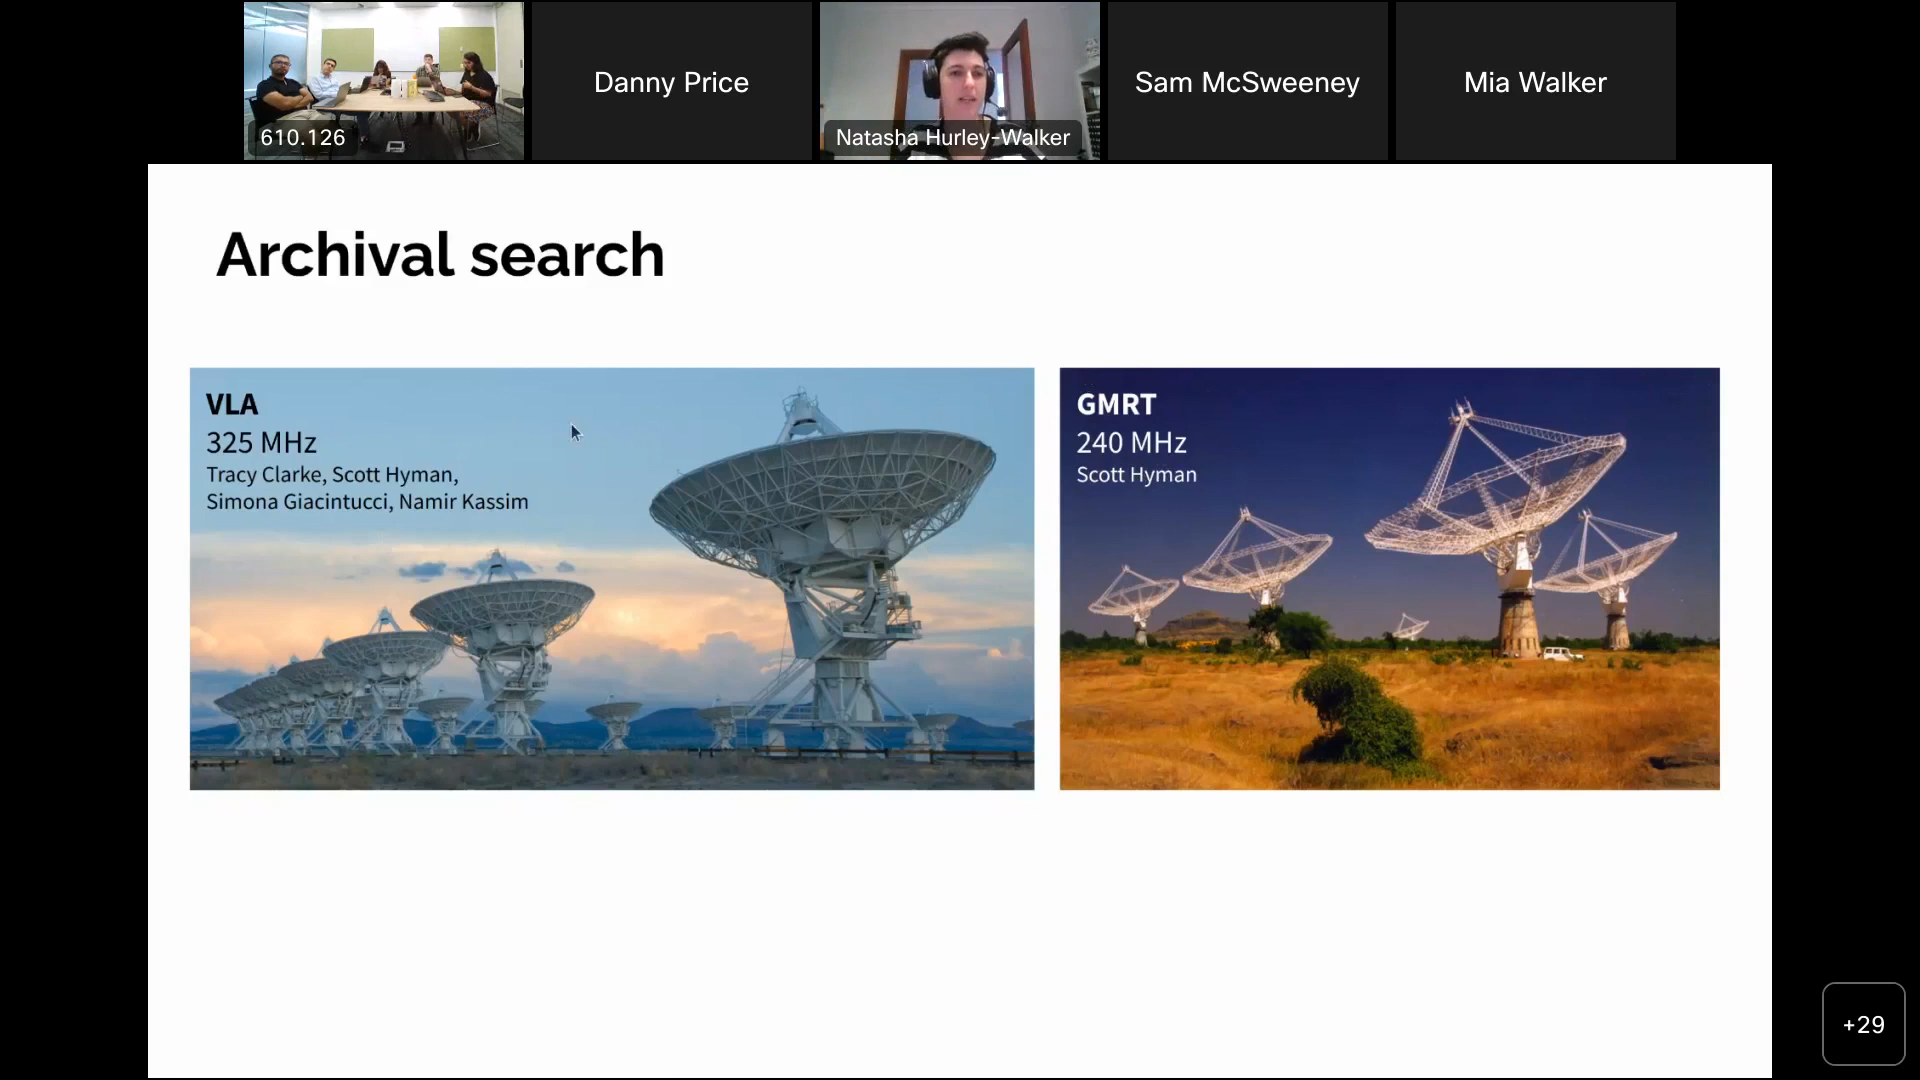 610.126
Danny Price
Natasha Hurley-Walker
Sam McSweeney
Mia Walker
Archival search
VLA
325 MHz
Tracy Clarke, Scott Hyman,
Simona Giacintucci, Namir Kassim
GMRT
240 MHz
Scott Hyman
+29